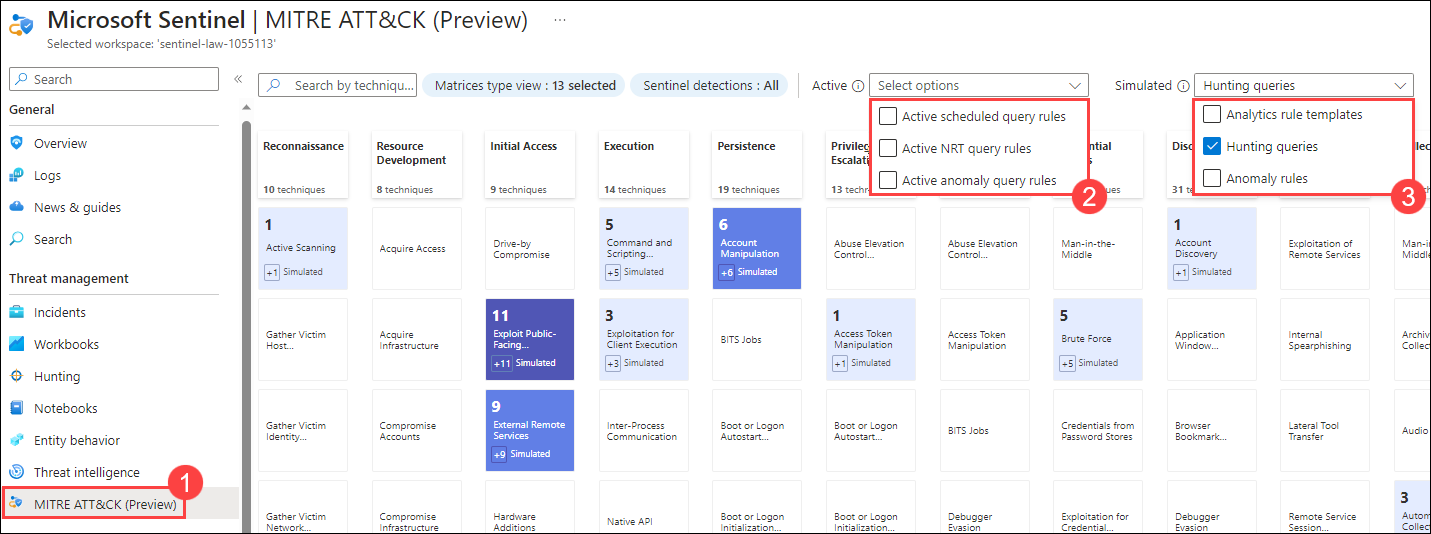 Microsoft Sentinel | MITRE ATT&CK (Preview) ...
Selected workspace: 'sentinel-law-1055113'
Search
«
General
Overview
Logs
News & guides
Search
Threat management
Incidents
Workbooks
Hunting
Notebooks
Entity behavior
Threat intelligence
MITRE ATT&CK (Preview)
1
Search by techniqu...
Matrices type view : 13 selected
Sentinel detections : All
Active
Select options
Active scheduled query rules
Active NRT query rules
Active anomaly query rules
2
Simulated
Hunting queries
Analytics rule templates
Hunting queries
Anomaly rules
3
Reconnaissance
10 techniques
Resource
Development
8 techniques
Initial Access
9 techniques
Execution
14 techniques
Persistence
19 techniques
Privileg
Escalatio
13 techn
ential
s
Disc
31 tec
lec
1
Active Scanning
+1 Simulated
Acquire Access
Drive-by
Compromise
5
Command and
Scripting...
+5 Simulated
6
Account
Manipulation
+6 Simulated
Abuse Elevation
Control...
Abuse Elevation
Control...
Man-in-the-
Middle
1
Account
Discovery
+1 Simulated
Exploitation of
Remote Services
Man-in
Middle
Gather Victim
Host...
Acquire
Infrastructure
11
Exploit Public-
Facing...
+11 Simulated
3
Exploitation for
Client Execution
+3 Simulated
BITS Jobs
1
Access Token
Manipulation
+1 Simulated
Access Token
Manipulation
5
Brute Force
+5 Simulated
Application
Window...
Internal
Spearphishing
Archiv
Collec
Gather Victim
Identity...
Compromise
Accounts
9
External Remote
Services
+9 Simulated
Inter-Process
Communication
Boot or Logon
Autostart...
Boot or Logon
Autostart...
BITS Jobs
Credentials from
Password Stores
Browser
Bookmark...
Lateral Tool
Transfer
Audio
Gather Victim
Network...
Compromise
Infrastructure
Hardware
Additions
Native API
Boot or Logon
Initialization...
Boot or Logon
Initialization...
Debugger
Evasion
Exploitation for
Credential...
Debugger
Evasion
Remote Service
Session...
3
Autom
Collec